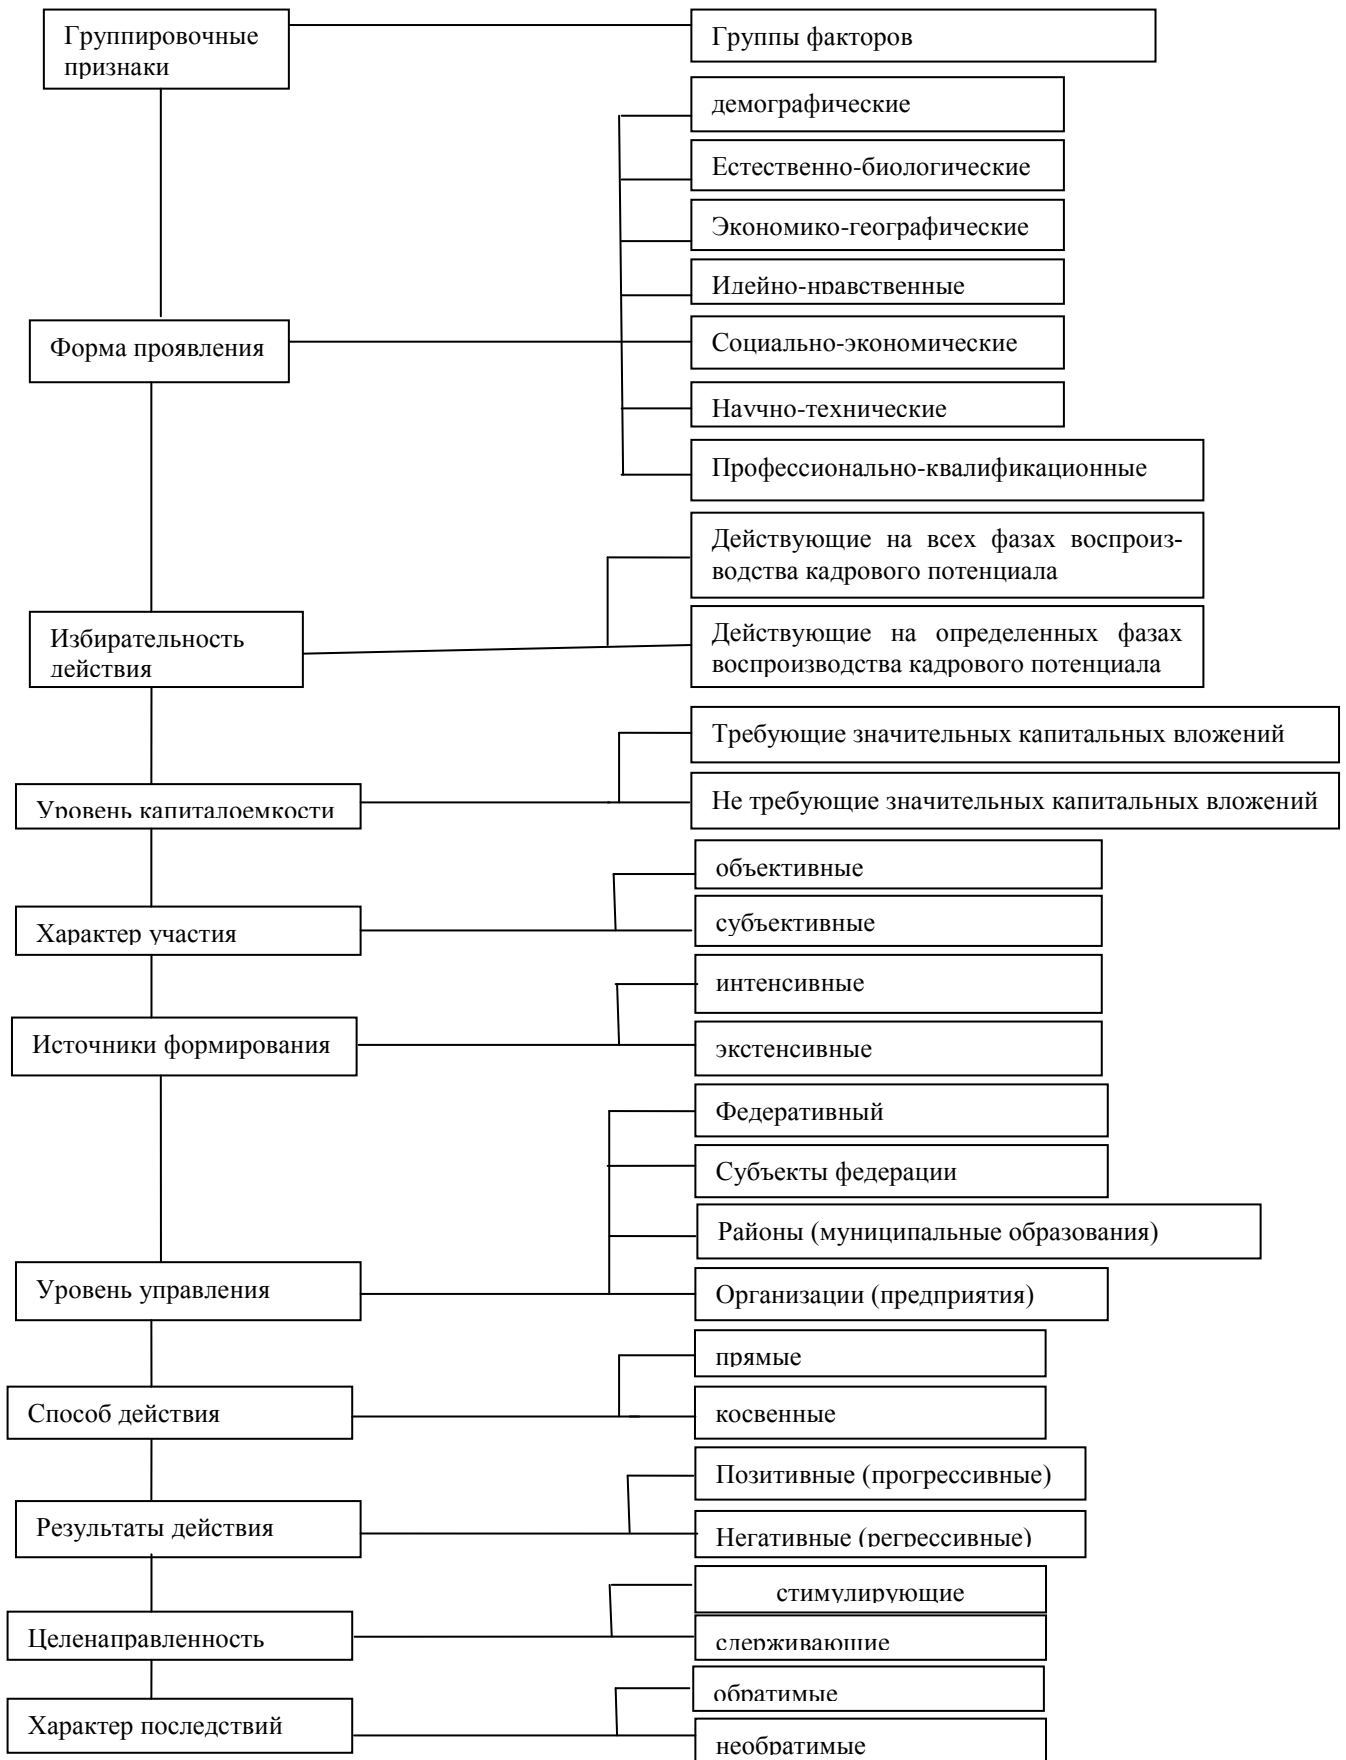 Группировочные
признаки
Группы факторов
демографические
Естественно-биологические
Экономико-географические
Идейно-нравственные
Форма проявления
Социально-экономические
Научно-технические
Профессионально-квалификационные
Действующие на всех фазах воспроиз-
водства кадрового потенциала
Избирательность
действия
Действующие на определенных фазах
воспроизводства кадрового потенциала
Требующие значительных капитальных вложений
Уровень капиталоемкости
Не требующие значительных капитальных вложений
объективные
Характер участия
субъективные
интенсивные
Источники формирования
экстенсивные
Федеративный
Субъекты федерации
Районы (муниципальные образования)
Уровень управления
Организации (предприятия)
прямые
Способ действия
косвенные
Позитивные (прогрессивные)
Результаты действия
Негативные (регрессивные)
стимулирующие
Целенаправленность
сдерживающие
обратимые
Характер последствий
необратимые